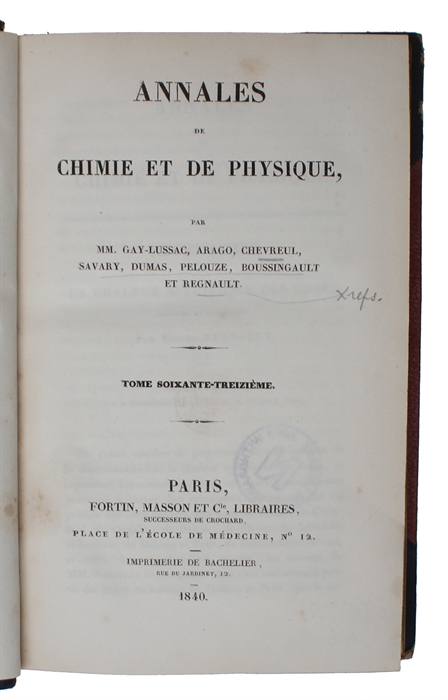 ANNALES
DE
CHIMIE ET DE PHYSIQUE,
PAR
MM. GAY-LUSSAC, ARAGO, CHEVREUL,
SAVARY, DUMAS, PELOUZE, BOUSSINGAULT
ET REGNAULT.
xrefs.
TOME SOIXANTE-TREIZIÈME.
PARIS,
FORTIN, MASSON ET Cie, LIBRAIRES,
SUCCESSEURS DE CROCHARD,
PLACE DE L'ÉCOLE DE MÉDECINE, No 12.
IMPRIMERIE DE BACHELIER,
RUE DU JARDINET, 12.
1840.